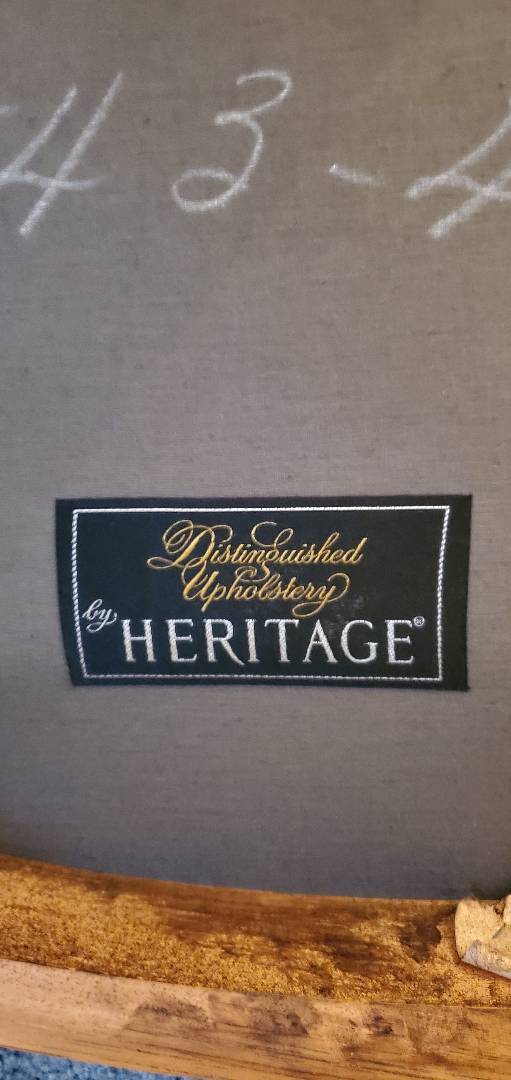 43-4
Distinguished
Upholstery
by HERITAGE®